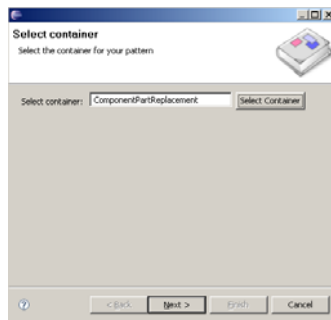 Select container
Select the container for your pattern
Select container: ComponentPartReplacement Select Container
< Back Next > Finish Cancel